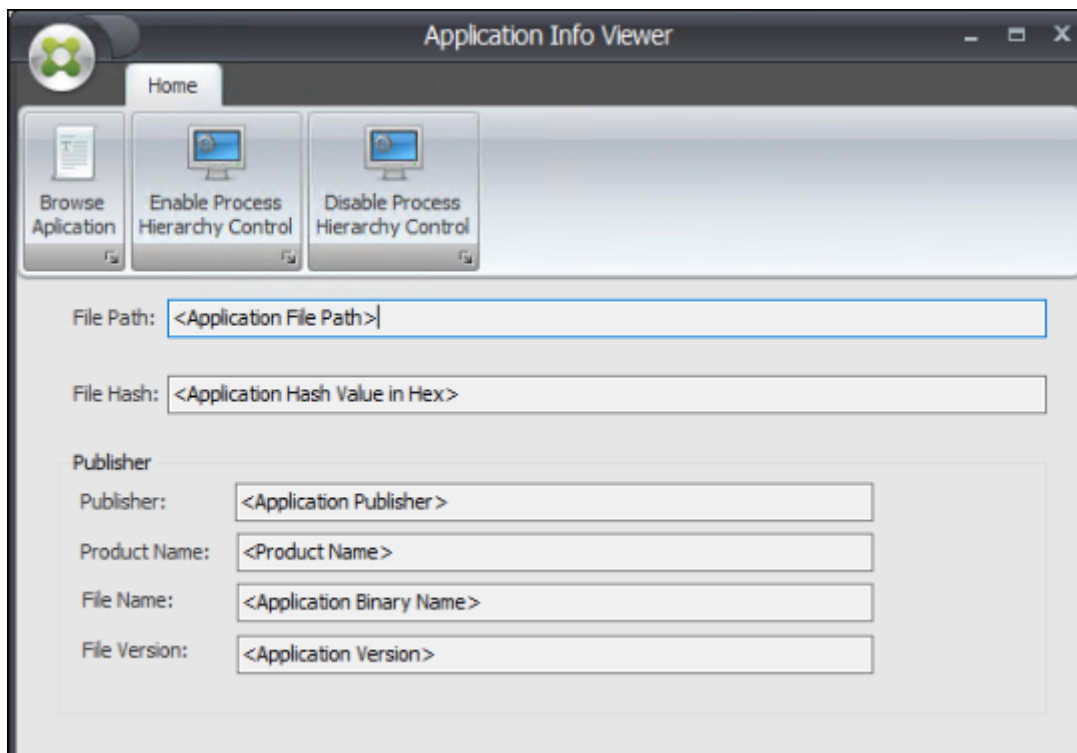 Application Info Viewer
Home
Browse
Aplication
Enable Process
Hierarchy Control
Disable Process
Hierarchy Control
File Path: <Application File Path>
File Hash: <Application Hash Value in Hex>
Publisher
Publisher: <Application Publisher>
Product Name: <Product Name>
File Name: <Application Binary Name>
File Version: <Application Version>